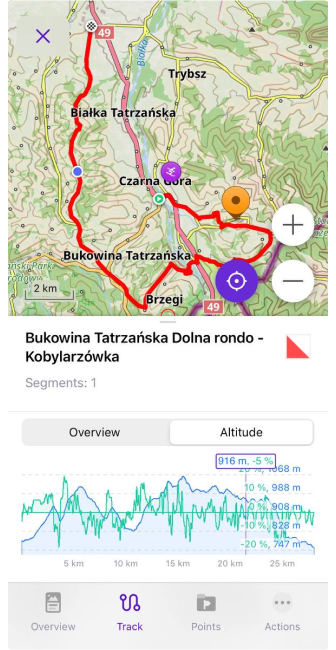 49
Białka
Trybsz
Białka Tatrzańska
Czarna Góra
Bukowina Tatrzańska
2 km
Brzegi
49
Bukowina Tatrzańska Dolna rondo -
Kobylarzówka
Segments: 1
Overview
Altitude
916 m, -5 %
20 %, 1068 m
10 %, 988 m
0 %, 908 m
-10 %, 828 m
-20 %, 747 m
5 km
10 km
15 km
20 km
25 km
Overview
Track
Points
Actions